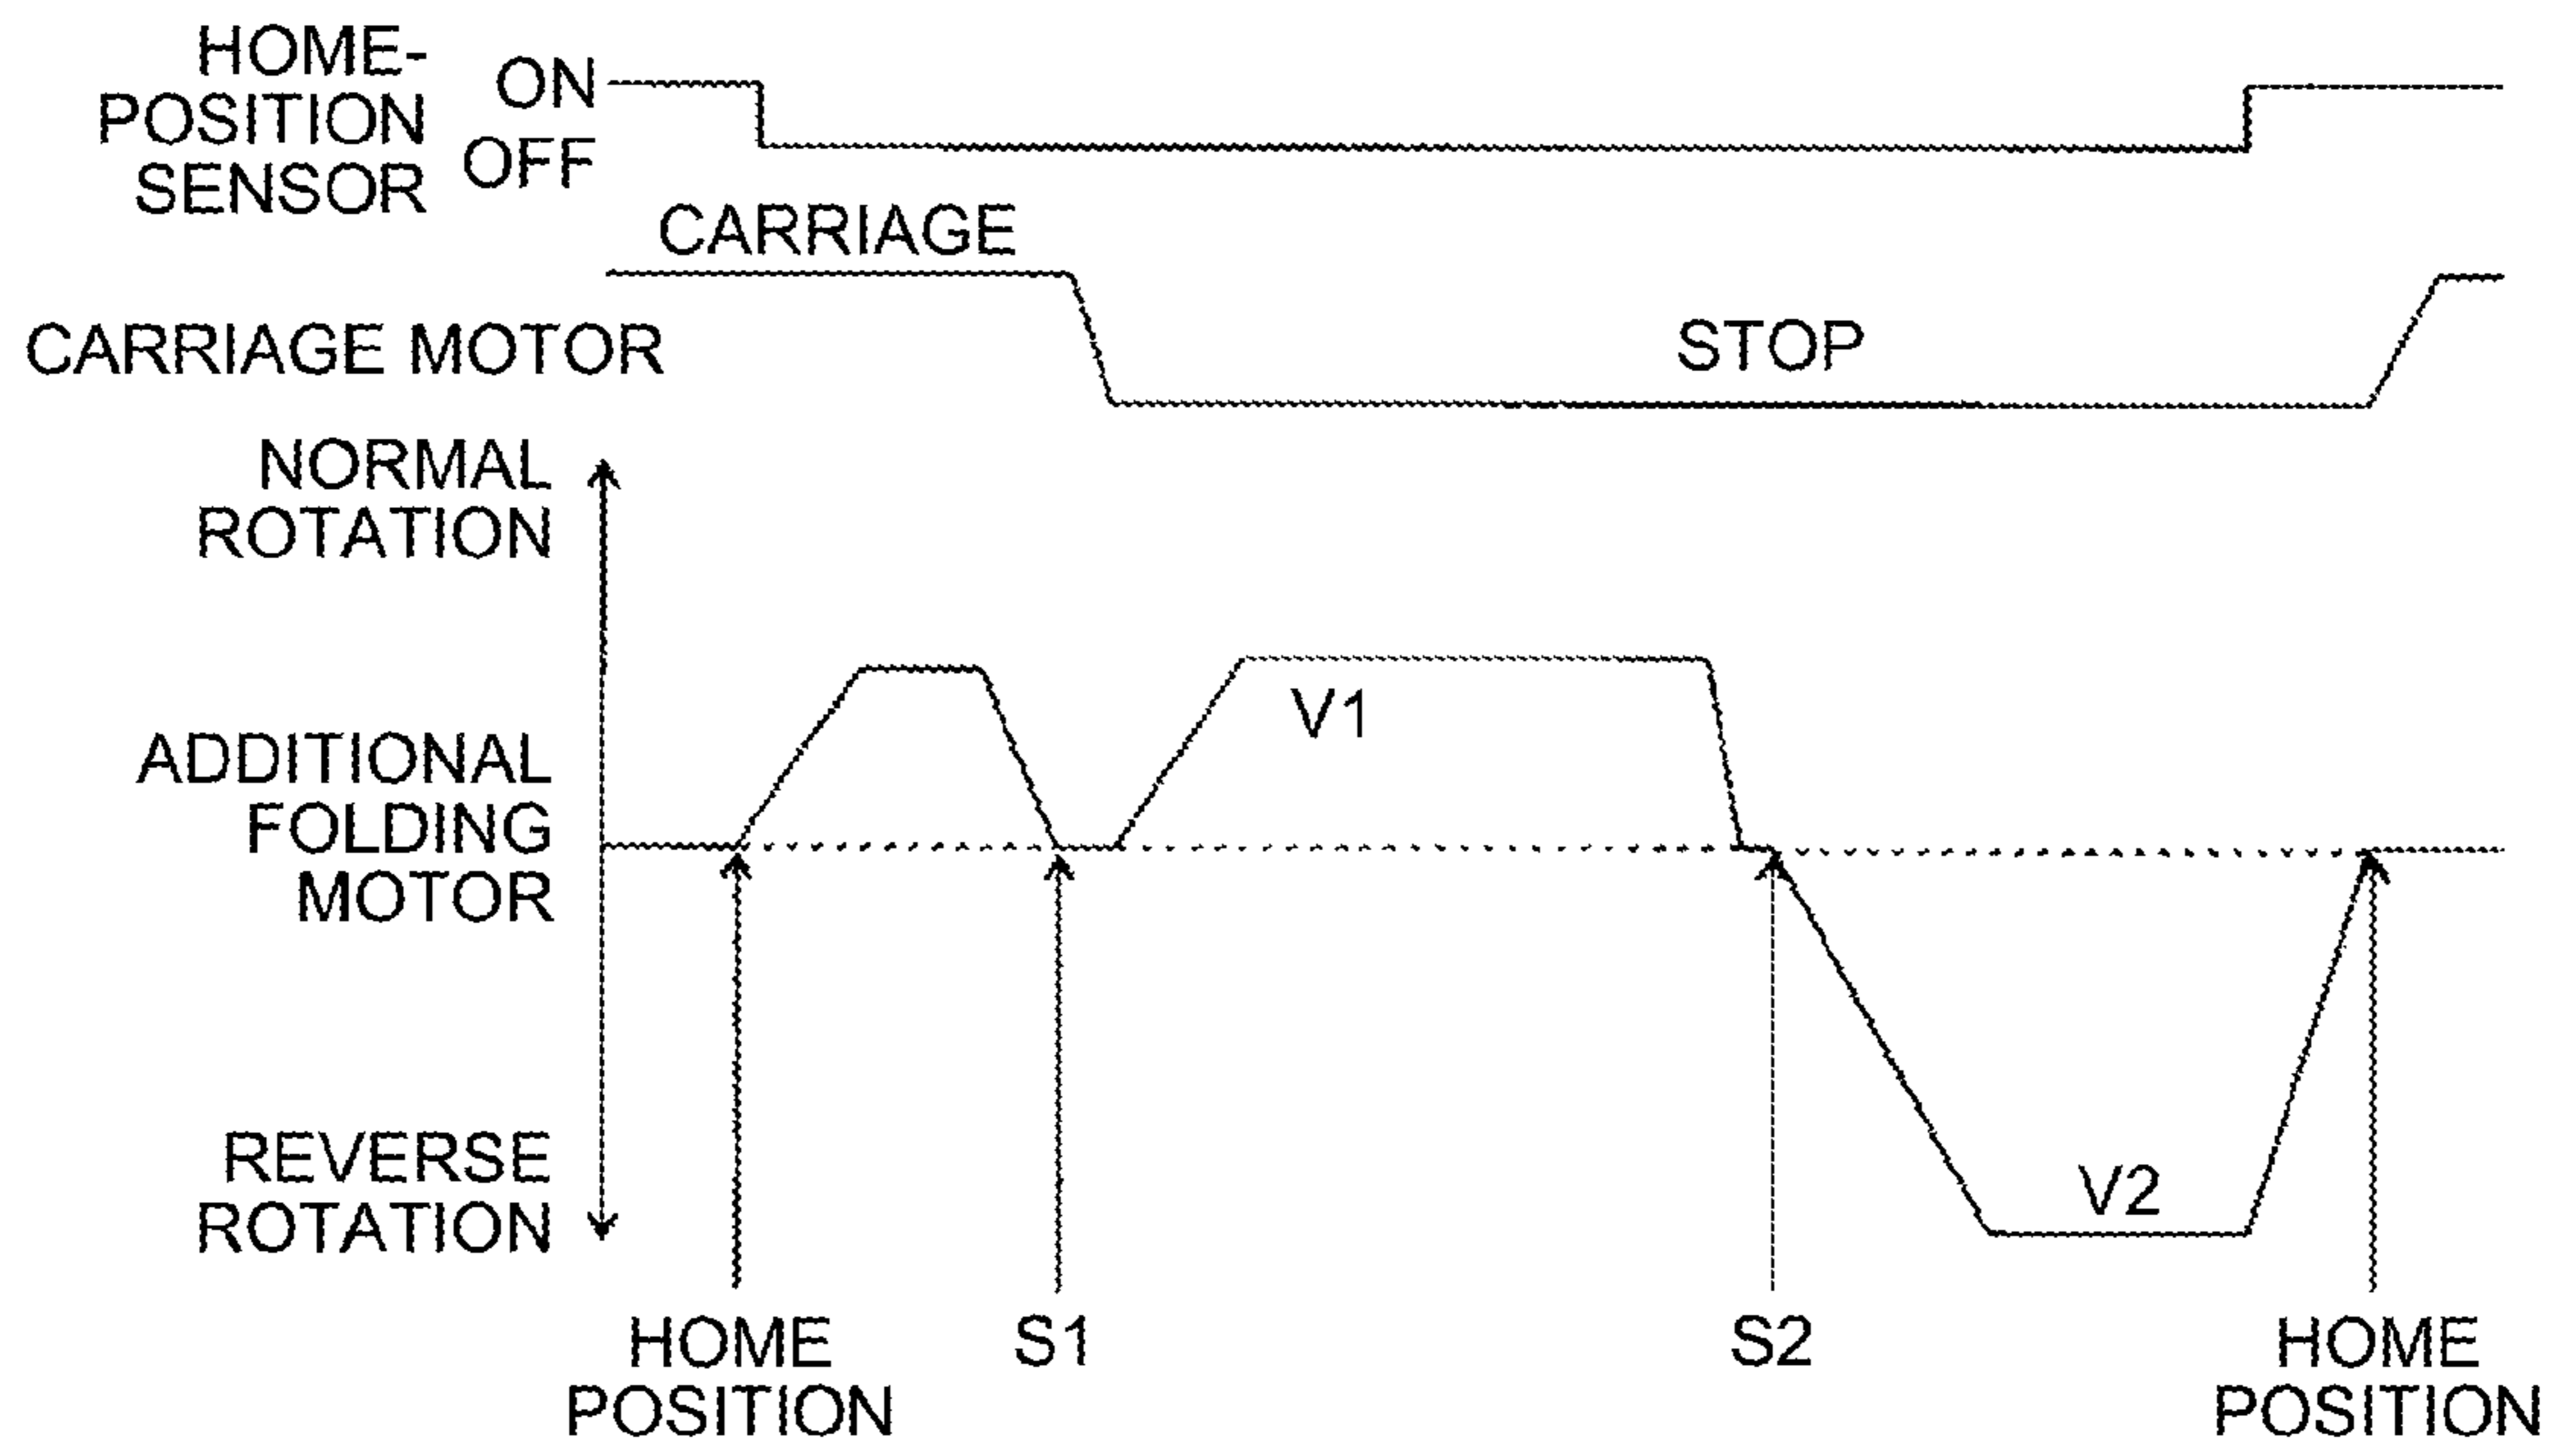 HOME-
POSITION
SENSOR
ON
OFF
CARRIAGE
CARRIAGE MOTOR
STOP
NORMAL
ROTATION
V1
ADDITIONAL
FOLDING
MOTOR
REVERSE
ROTATION
V2
HOME
POSITION
S1
S2
HOME
POSITION